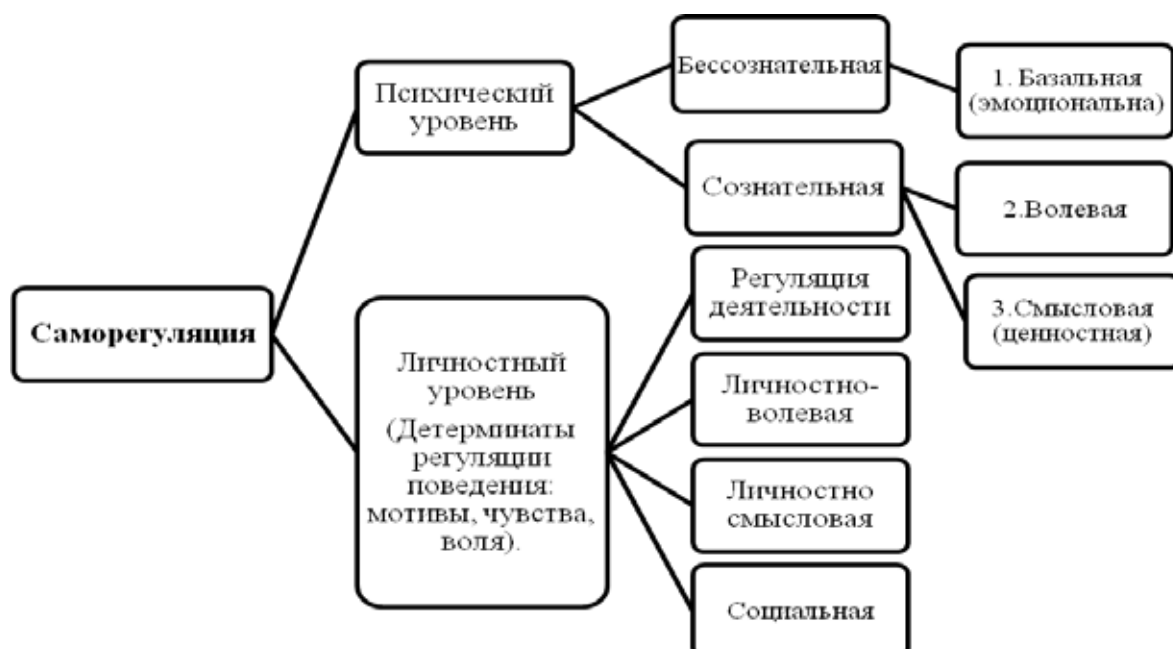 Саморегуляция
Психический
уровень
Бессознательная
1. Базальная
(эмоциональна)
Сознательная
2.Волевая
3.Смысловая
(ценностная)
Личностный
уровень
(Детерминаты
регуляции
поведения:
мотивы, чувства,
воля).
Регуляция
деятельности
Личностно-
волевая
Личностно
смысловая
Социальная